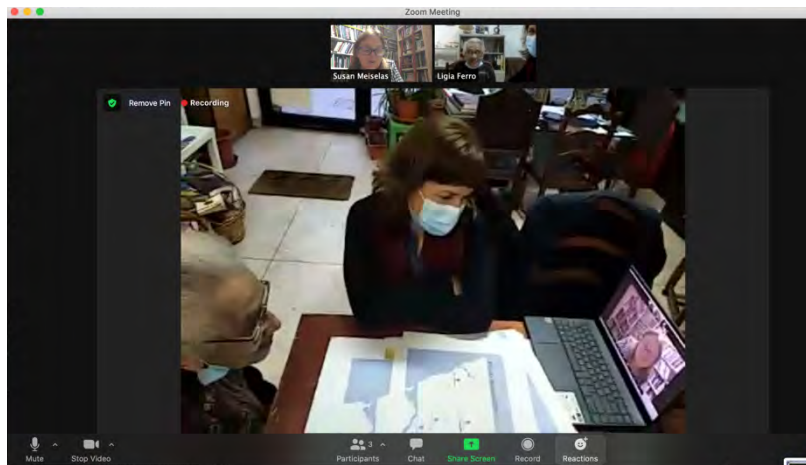 Zoom Meeting
Susan Meiselas
Ligia Ferro
Remove Pin
Recording
Mute
Stop Video
3
Participants
Chat
Share Screen
Record
Reactions